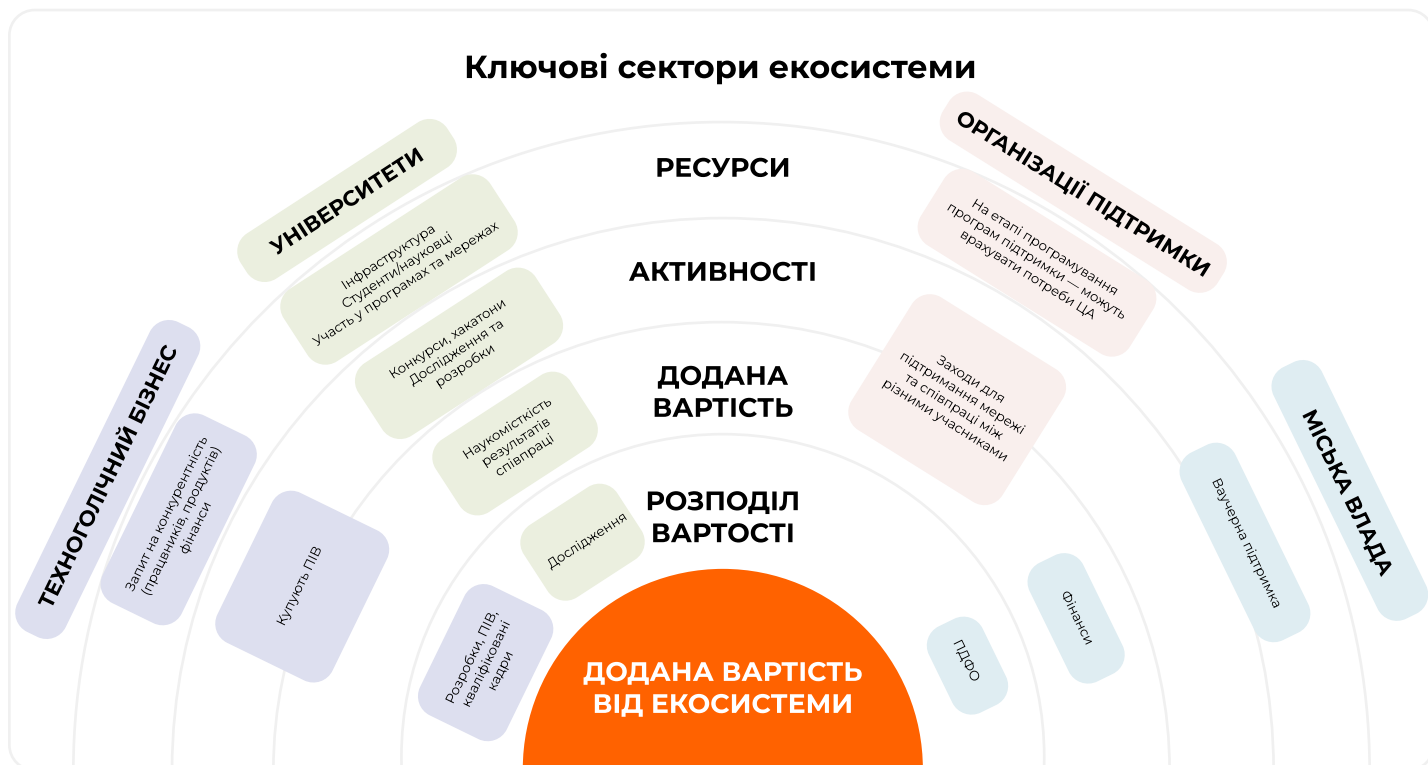 Ключові сектори екосистеми
РЕСУРСИ
АКТИВНОСТІ
ДОДАНА
ВАРТІСТЬ
РОЗПОДІЛ
ВАРТОСТІ
ДОДАНА ВАРТІСТЬ
ВІД ЕКОСИСТЕМИ
ТЕХНОГОЛІЧНИЙ БІЗНЕС
Запит на конкурентність
(працвників, продуктів)
фінанси
Купують ПІВ
Розробки, ПІВ,
кваліфіковані
кадри
УНІВЕРСИТЕТИ
Інфраструктура
Студенти/науковці
Участь у програмах та мережах
Конкурси, хакатони
Дослідження та
розробки
Наукомісткість
результатів
співпраці
Дослідження
ОРГАНІЗАЦІЇ ПІДТРИМКИ
На етапі програмування
програм підтримки — можуть
врахувати потреби ЦА
Заходи для
підтримання мережі
та співпраці між
різними учасниками
МІСЬКА ВЛАДА
Ваучерна підтримка
Фінанси
ПДФО